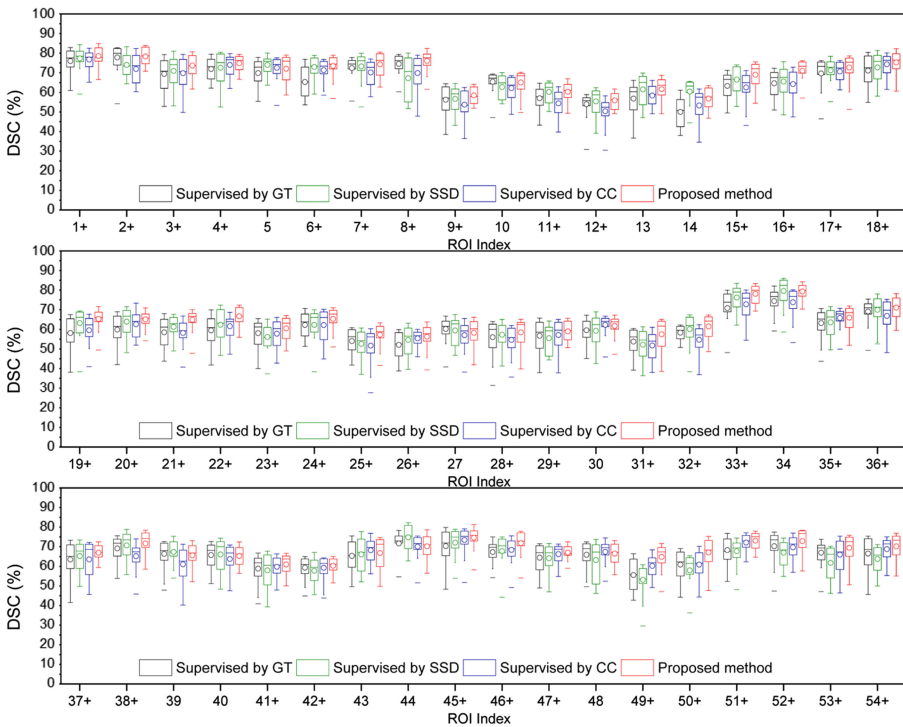 100
90
80
70
60
50
40
30
20
10
0
DSC (%)
Supervised by GT Supervised by SSD Supervised by CC Proposed method
1+ 2+ 3+ 4+ 5 6+ 7+ 8+ 9+ 10 11+ 12+ 13 14 15+ 16+ 17+ 18+
ROI Index
100
90
80
70
60
50
40
30
20
10
0
DSC (%)
Supervised by GT Supervised by SSD Supervised by CC Proposed method
19+ 20+ 21+ 22+ 23+ 24+ 25+ 26+ 27 28+ 29+ 30 31+ 32+ 33+ 34 35+ 36+
ROI Index
100
90
80
70
60
50
40
30
20
10
0
DSC (%)
Supervised by GT Supervised by SSD Supervised by CC Proposed method
37+ 38+ 39 40 41+ 42+ 43 44 45+ 46+ 47+ 48 49+ 50+ 51+ 52+ 53+ 54+
ROI Index